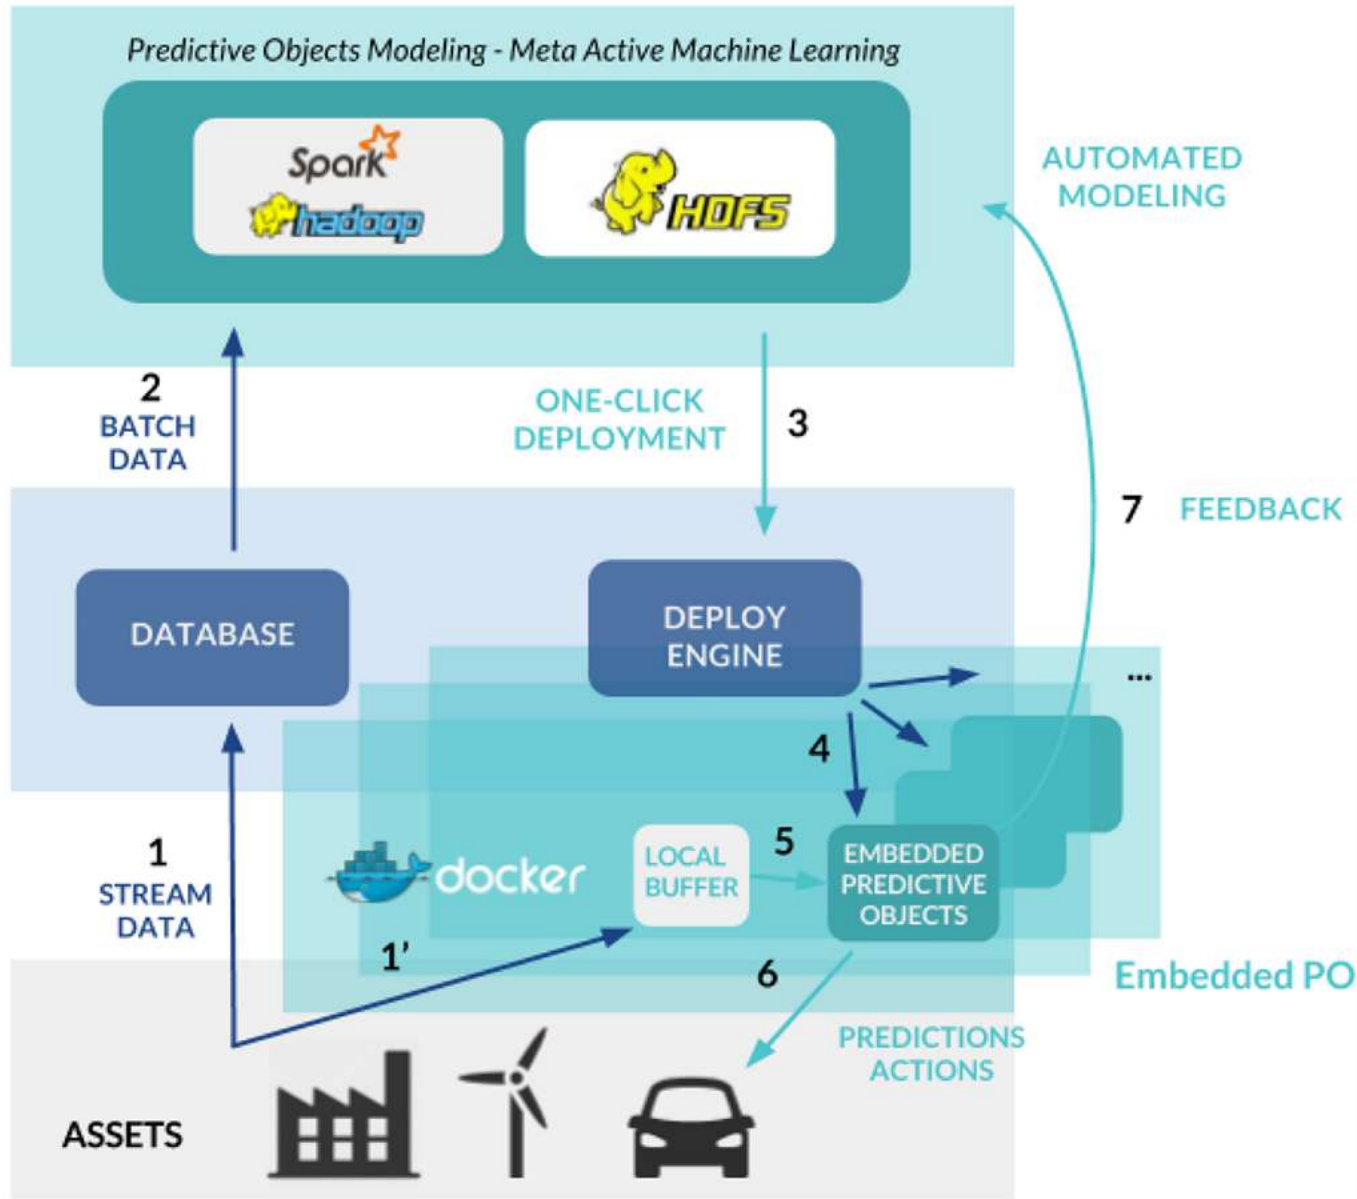 Predictive Objects Modeling - Meta Active Machine Learning
Spark
hadoop
HDFS
AUTOMATED
MODELING
2
BATCH
DATA
ONE-CLICK
DEPLOYMENT
3
7
FEEDBACK
DATABASE
DEPLOY
ENGINE
...
4
1
STREAM
DATA
docker
LOCAL
BUFFER
5
EMBEDDED
PREDICTIVE
OBJECTS
1’
6
Embedded PO
PREDICTIONS
ACTIONS
ASSETS